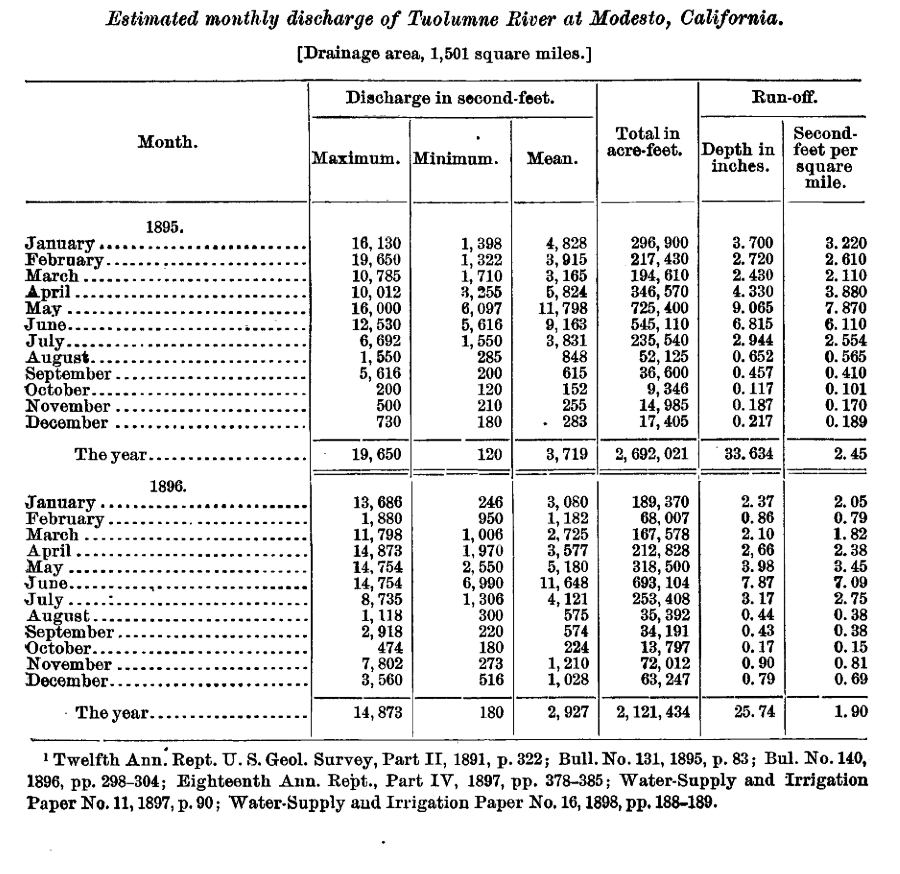 Estimated monthly discharge of Tuolumne River at Modesto, California.
[Drainage area, 1,501 square miles.]
Month. Discharge in second-feet. Total in acre-feet. Run-off.
Maximum. Minimum. Mean. Depth in inches. Second-feet per square mile.
1895.
January 16,130 1,398 4,828 296,900 3.700 3.220
February 19,650 1,322 3,915 217,430 2.720 2.610
March 10,785 1,710 3,165 194,610 2.430 2.110
April 10,012 3,255 5,824 346,570 4.330 3.880
May 16,000 6,097 11,798 725,400 9.065 7.870
June 12,530 5,616 9,163 545,110 6.815 6.110
July 6,692 1,550 3,831 235,540 2.944 2.554
August 1,550 285 848 52,125 0.652 0.565
September 5,616 200 615 36,600 0.457 0.410
October 200 120 152 9,346 0.117 0.101
November 500 210 255 14,985 0.187 0.170
December 730 180 283 17,405 0.217 0.189
The year 19,650 120 3,719 2,692,021 33.634 2.45
1896.
January 13,686 246 3,080 189,370 2.37 2.05
February 1,880 950 1,182 68,007 0.86 0.79
March 11,798 1,006 2,725 167,578 2.10 1.82
April 14,873 1,970 3,577 212,828 2,66 2.38
May 14,754 2,550 5,180 318,500 3.98 3.45
June 14,754 6,990 11,648 693,104 7.87 7.09
July 8,735 1,306 4,121 253,408 3.17 2.75
August 1,118 300 575 35,392 0.44 0.38
September 2,918 220 574 34,191 0.43 0.38
October 474 180 224 13,797 0.17 0.15
November 7,802 273 1,210 72,012 0.90 0.81
December 3,560 516 1,028 63,247 0.79 0.69
The year 14,873 180 2,927 2,121,434 25.74 1.90
¹ Twelfth Ann. Rept. U. S. Geol. Survey, Part II, 1891, p. 322; Bull. No. 131, 1895, p. 83; Bul. No. 140,
1896, pp. 298–304; Eighteenth Ann. Rept., Part IV, 1897, pp. 378–385; Water-Supply and Irrigation
Paper No. 11, 1897, p. 90; Water-Supply and Irrigation Paper No. 16, 1898, pp. 188–189.